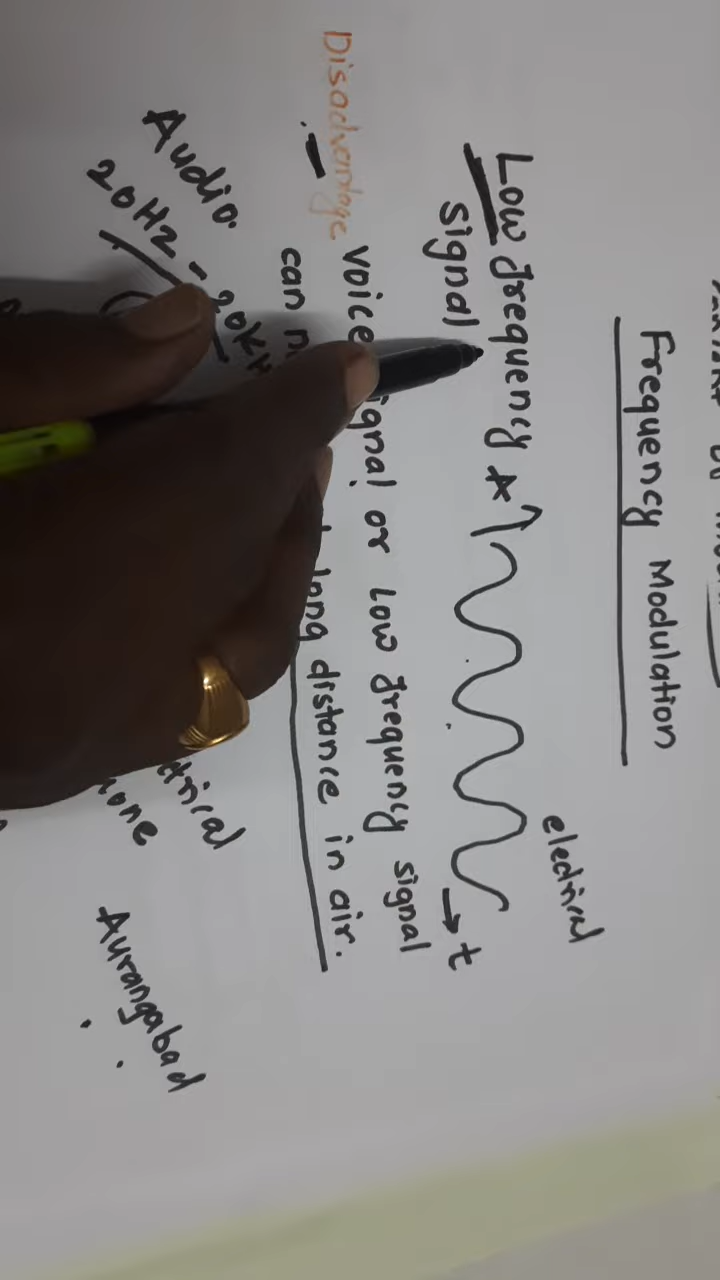 Frequency Modulation
electrical
Low frequency
signal
t
Disadvantage
voice signal or Low frequency signal
can long distance in air.
Audio.
20Hz - 20KH
Aurangabad